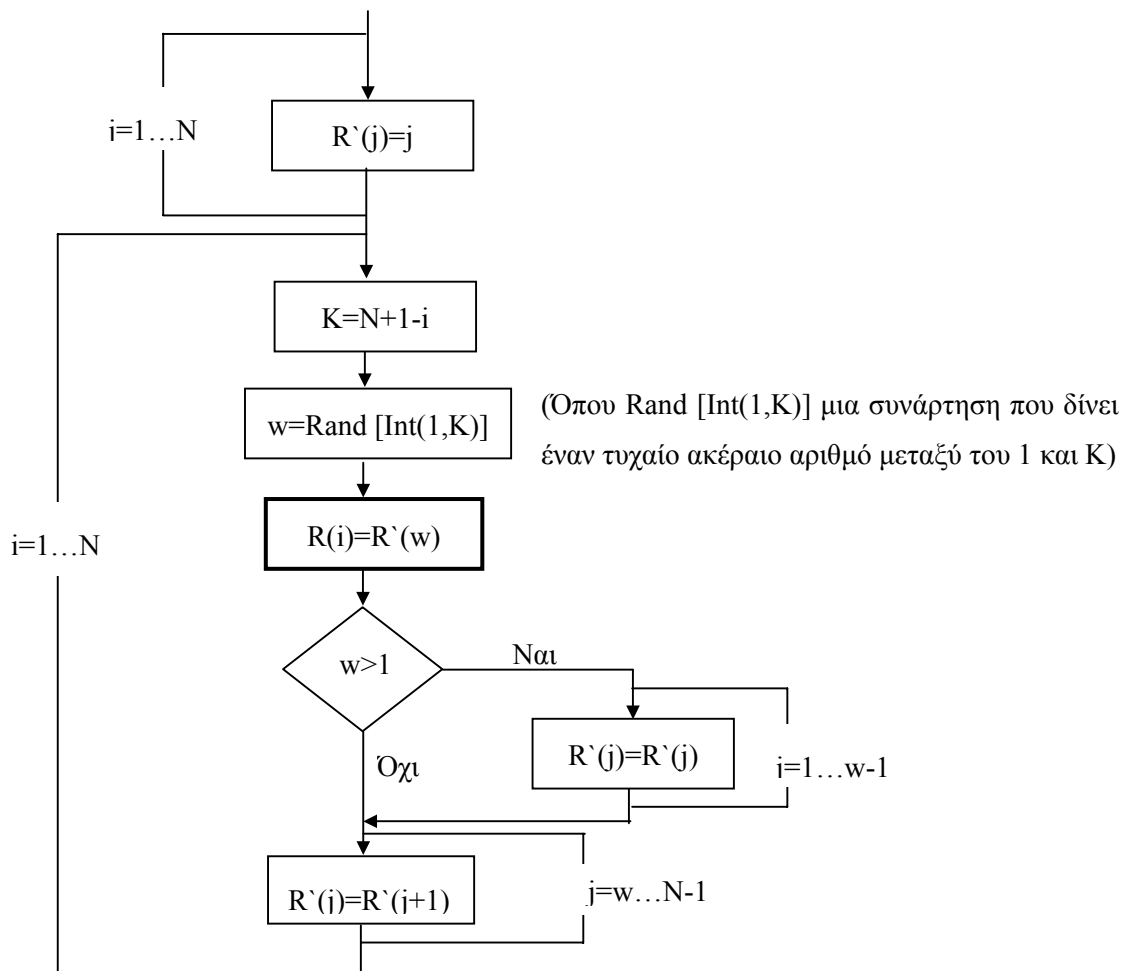 j=1…N
R`(j)=j
K=N+1-i
w=Rand [Int(1,K)]
(Όπου Rand [Int(1,K)] μια συνάρτηση που δίνει
έναν τυχαίο ακέραιο αριθμό μεταξύ του 1 και K)
R(i)=R`(w)
i=1…N
w>1
Ναι
R`(j)=R`(j)
j=1…w-1
Όχι
R`(j)=R`(j+1)
j=w…N-1